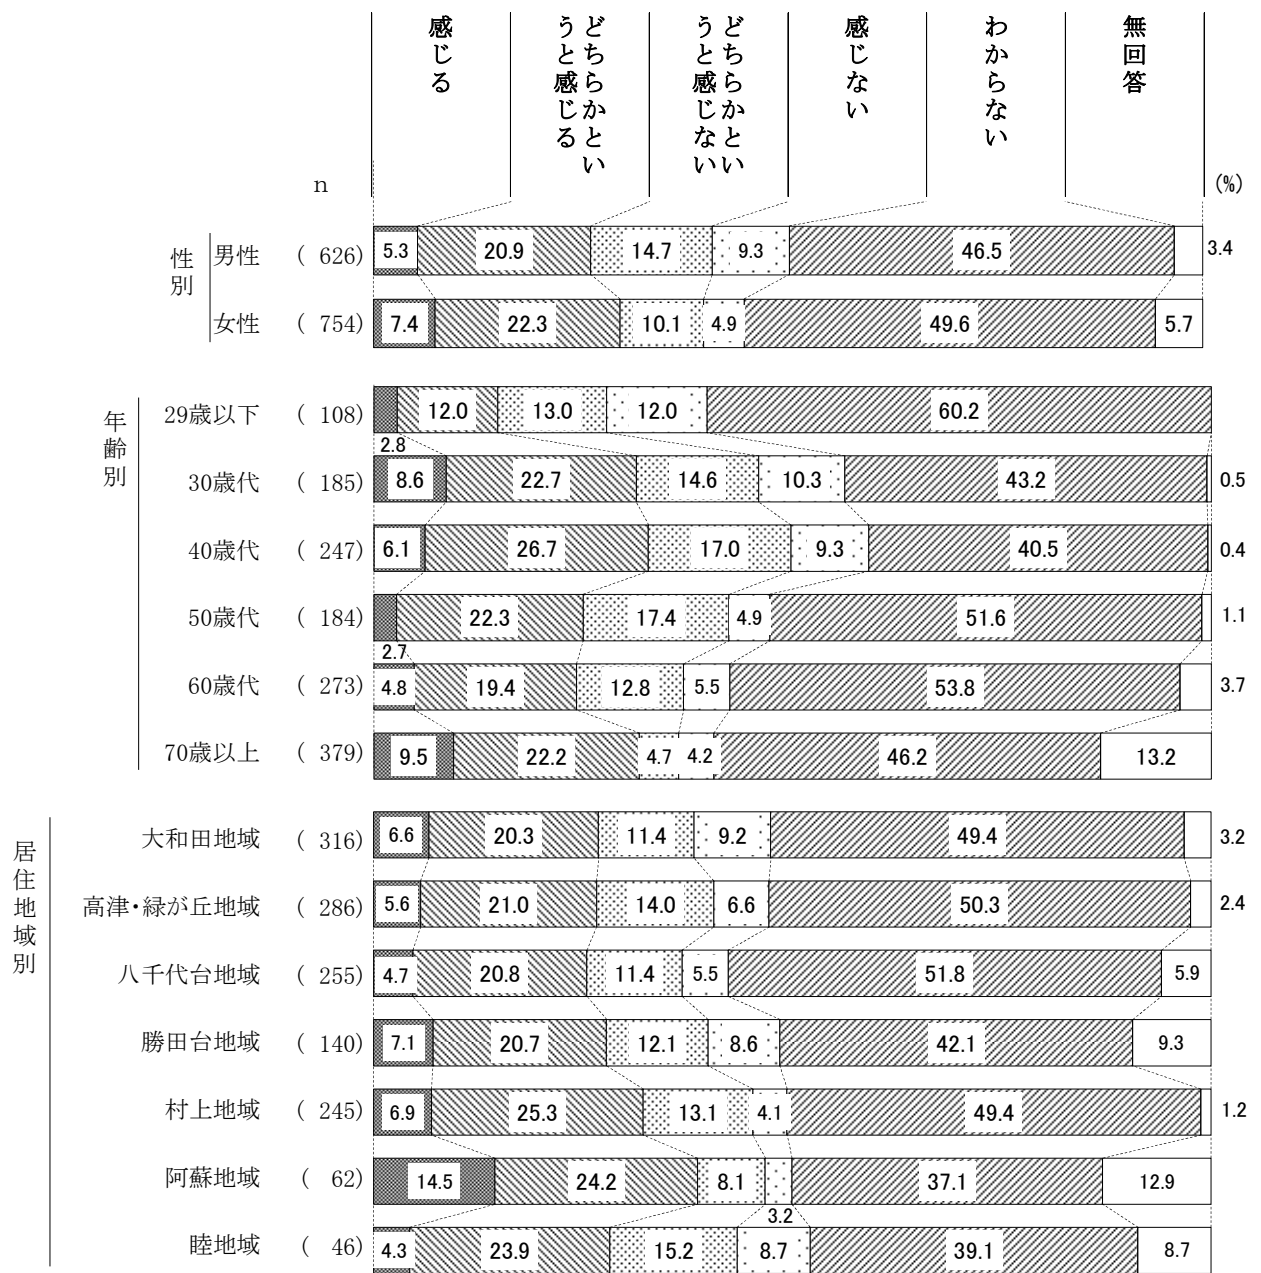 感じる
どちらかというと感じる
どちらかというと感じない
感じない
わからない
無回答
n
(%)
性別
男性 ( 626) 5.3 20.9 14.7 9.3 46.5 3.4
女性 ( 754) 7.4 22.3 10.1 4.9 49.6 5.7
年齢別
29歳以下 ( 108) 2.8 12.0 13.0 12.0 60.2
30歳代 ( 185) 8.6 22.7 14.6 10.3 43.2 0.5
40歳代 ( 247) 6.1 26.7 17.0 9.3 40.5 0.4
50歳代 ( 184) 2.7 22.3 17.4 4.9 51.6 1.1
60歳代 ( 273) 4.8 19.4 12.8 5.5 53.8 3.7
70歳以上 ( 379) 9.5 22.2 4.7 4.2 46.2 13.2
居住地域別
大和田地域 ( 316) 6.6 20.3 11.4 9.2 49.4 3.2
高津・緑が丘地域 ( 286) 5.6 21.0 14.0 6.6 50.3 2.4
八千代台地域 ( 255) 4.7 20.8 11.4 5.5 51.8 5.9
勝田台地域 ( 140) 7.1 20.7 12.1 8.6 42.1 9.3
村上地域 ( 245) 6.9 25.3 13.1 4.1 49.4 1.2
阿蘇地域 ( 62) 14.5 24.2 8.1 3.2 37.1 12.9
睦地域 ( 46) 4.3 23.9 15.2 8.7 39.1 8.7